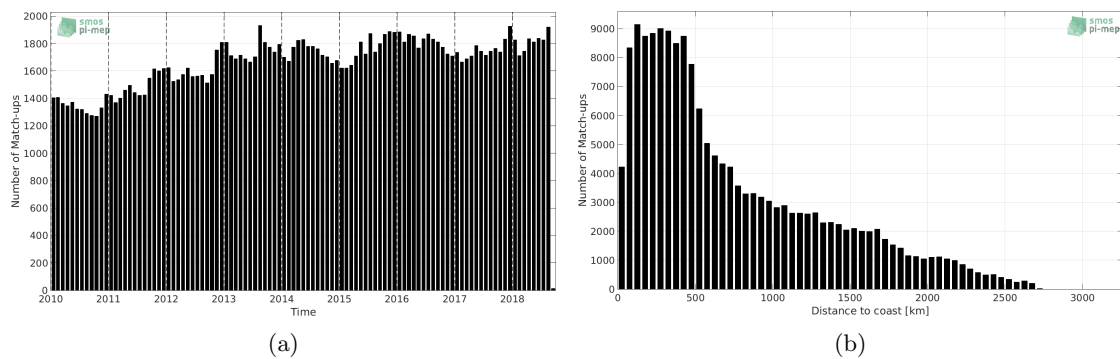 smos
pi-mep
Number of Match-ups
2000
1800
1600
1400
1200
1000
800
600
400
200
0
2010 2011 2012 2013 2014 2015 2016 2017 2018
Time
(a)
smos
pi-mep
Number of Match-ups
9000
8000
7000
6000
5000
4000
3000
2000
1000
0
0 500 1000 1500 2000 2500 3000
Distance to coast [km]
(b)